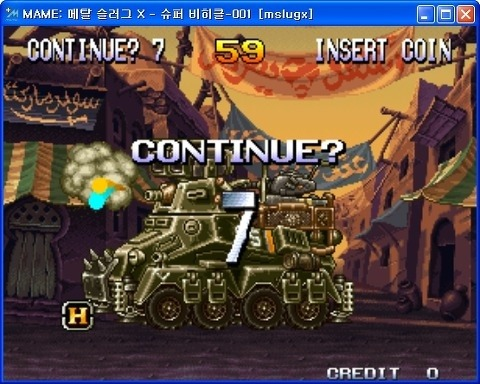 MAME: 메탈 슬러그 X - 슈퍼 비히클-001 [mslugx]
CONTINUE? 7 59 INSERT COIN
CONTINUE?
7
H
CREDIT 0